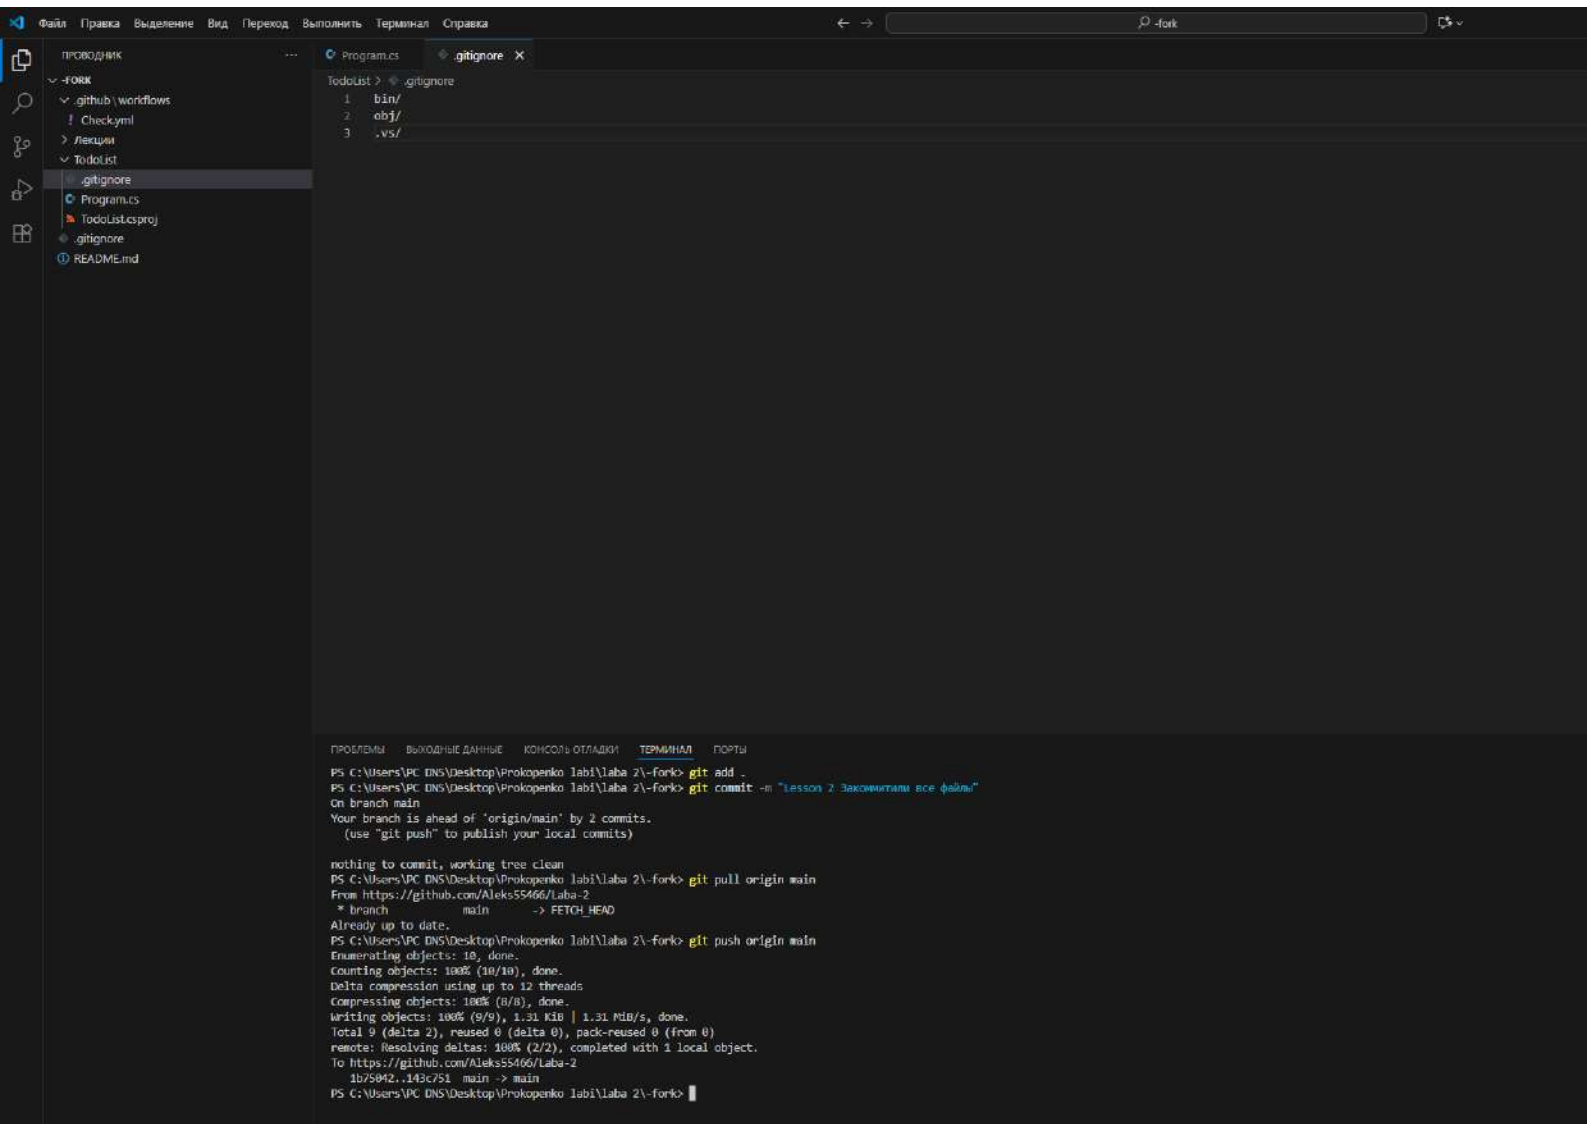 Файл Правка Выделение Вид Переход Выполнить Терминал Справка
-fork
ПРОВОДНИК
-FORK
.github \ workflows
Check.yml
Лекции
TodoList
.gitignore
Program.cs
TodoList.csproj
.gitignore
README.md
Program.cs .gitignore
TodoList > .gitignore
1 bin/
2 obj/
3 .vs/
ПРОБЛЕМЫ ВЫХОДНЫЕ ДАННЫЕ КОНСОЛЬ ОТЛАДКИ ТЕРМИНАЛ ПОРТЫ
PS C:\Users\PC DNS\Desktop\Prokopenko labi\laba 2\-fork> git add .
PS C:\Users\PC DNS\Desktop\Prokopenko labi\laba 2\-fork> git commit -m "Lesson 2 Закоммитили все файлы"
On branch main
Your branch is ahead of 'origin/main' by 2 commits.
(use "git push" to publish your local commits)
nothing to commit, working tree clean
PS C:\Users\PC DNS\Desktop\Prokopenko labi\laba 2\-fork> git pull origin main
From https://github.com/Aleks55466/Laba-2
* branch main -> FETCH_HEAD
Already up to date.
PS C:\Users\PC DNS\Desktop\Prokopenko labi\laba 2\-fork> git push origin main
Enumerating objects: 10, done.
Counting objects: 100% (10/10), done.
Delta compression using up to 12 threads
Compressing objects: 100% (8/8), done.
Writing objects: 100% (9/9), 1.31 KiB | 1.31 MiB/s, done.
Total 9 (delta 2), reused 0 (delta 0), pack-reused 0 (from 0)
remote: Resolving deltas: 100% (2/2), completed with 1 local object.
To https://github.com/Aleks55466/Laba-2
1b75042..143c751 main -> main
PS C:\Users\PC DNS\Desktop\Prokopenko labi\laba 2\-fork>